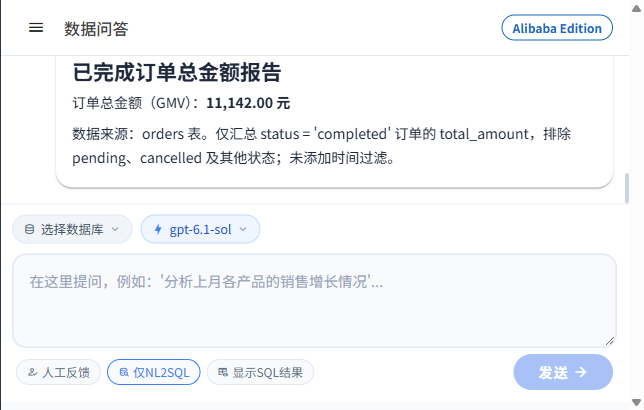 数据问答
Alibaba Edition
已完成订单总金额报告
订单总金额（GMV）：11,142.00 元
数据来源：orders 表。仅汇总 status = 'completed' 订单的 total_amount，排除
pending、cancelled 及其他状态；未添加时间过滤。
选择数据库
gpt-6.1-sol
在这里提问，例如：'分析上月各产品的销售增长情况'...
人工反馈
仅NL2SQL
显示SQL结果
发送 →